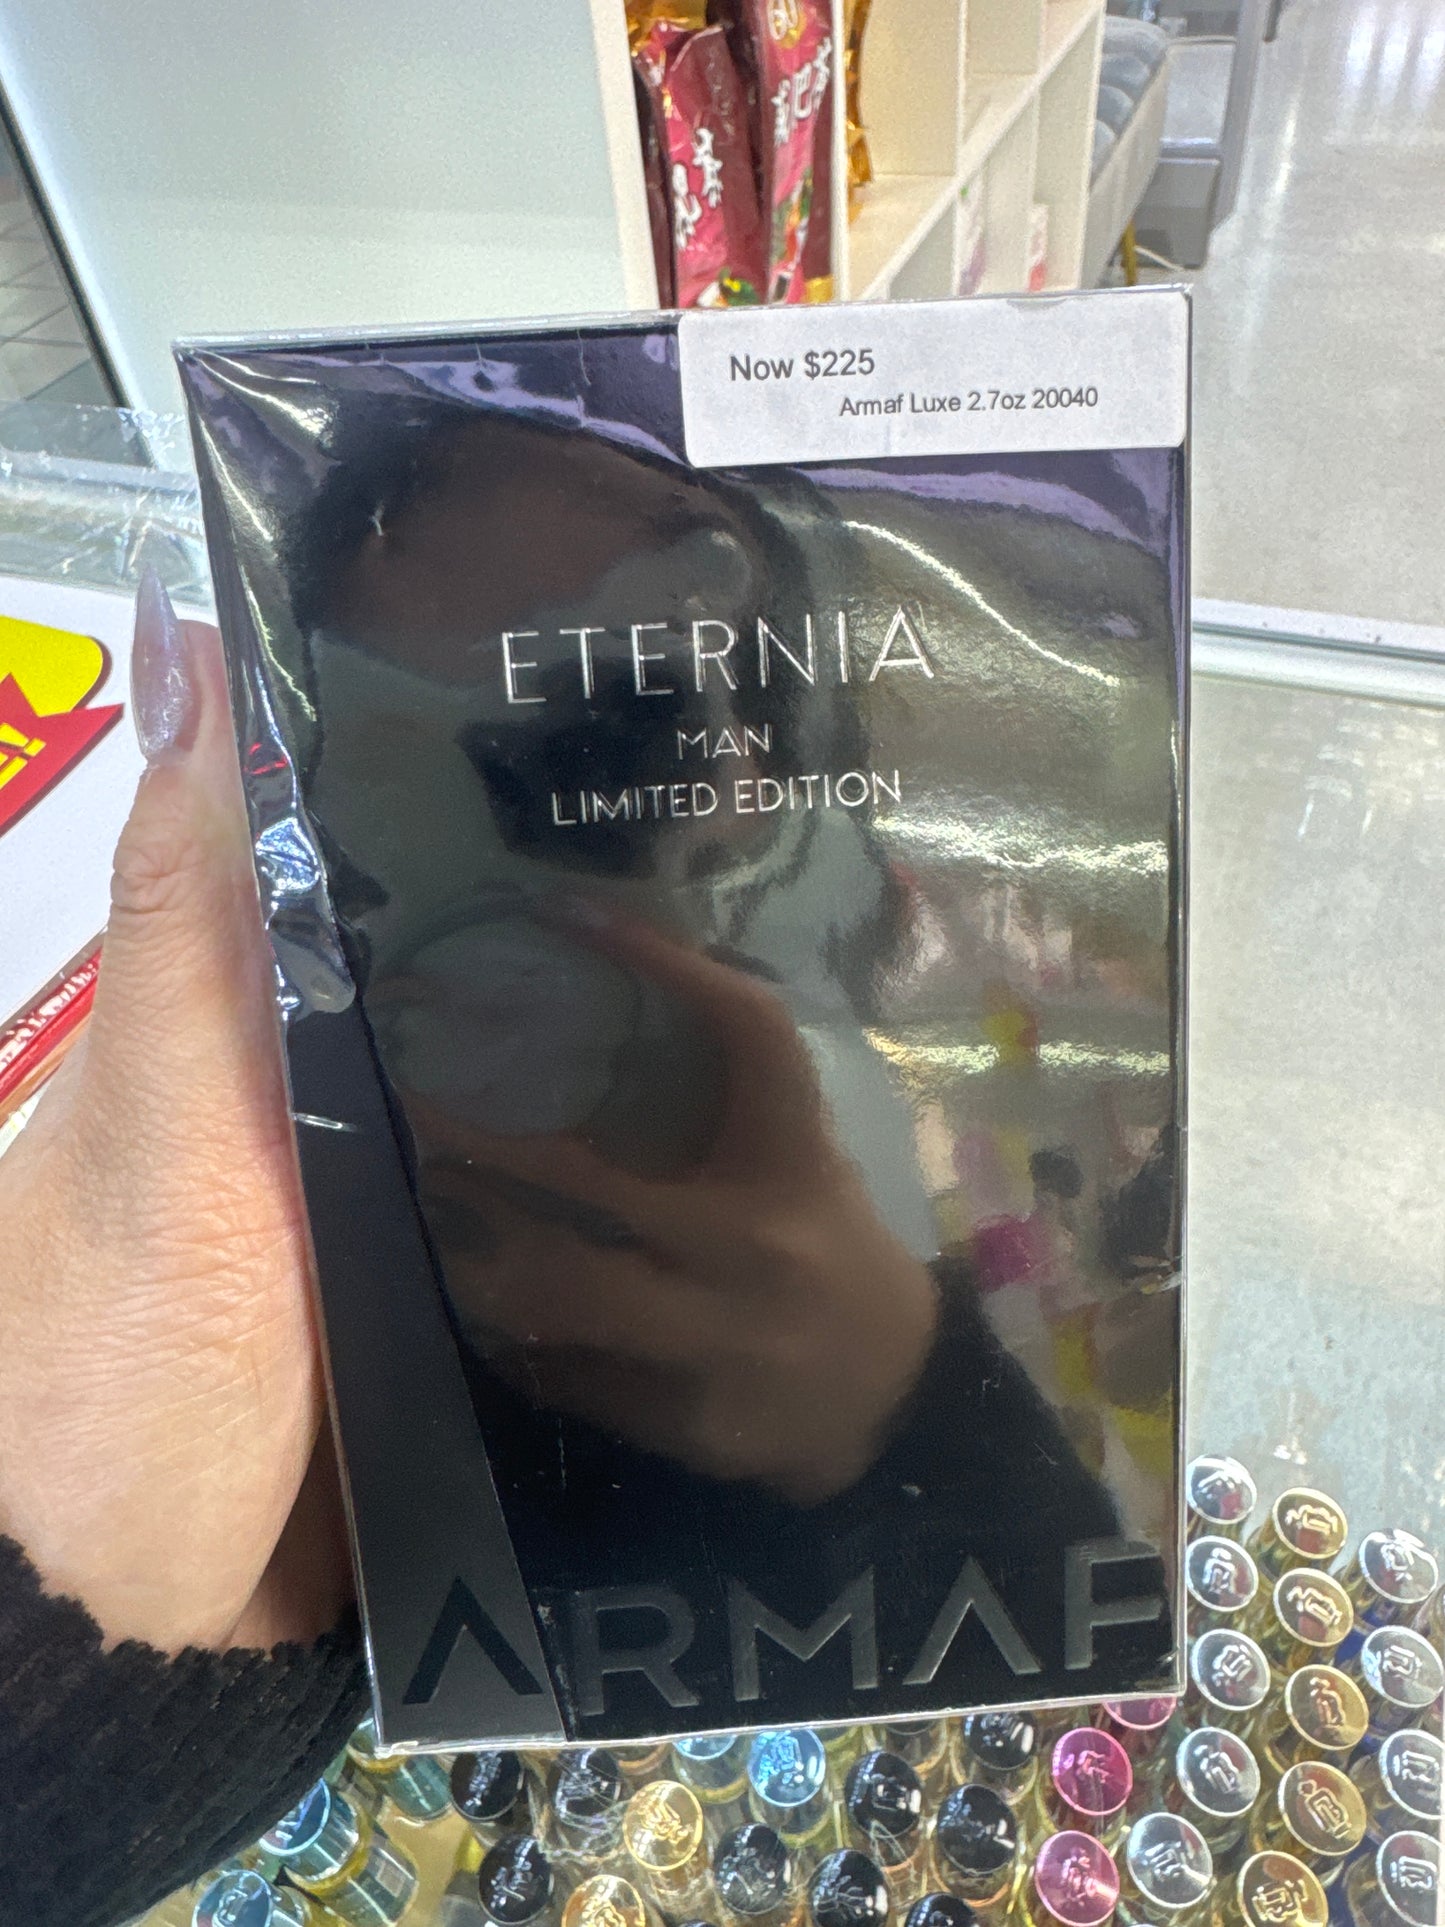 Now $225
Armaf Luxe 2.7oz 20040
ETERNIA
MAN
LIMITED EDITION
ARMAF